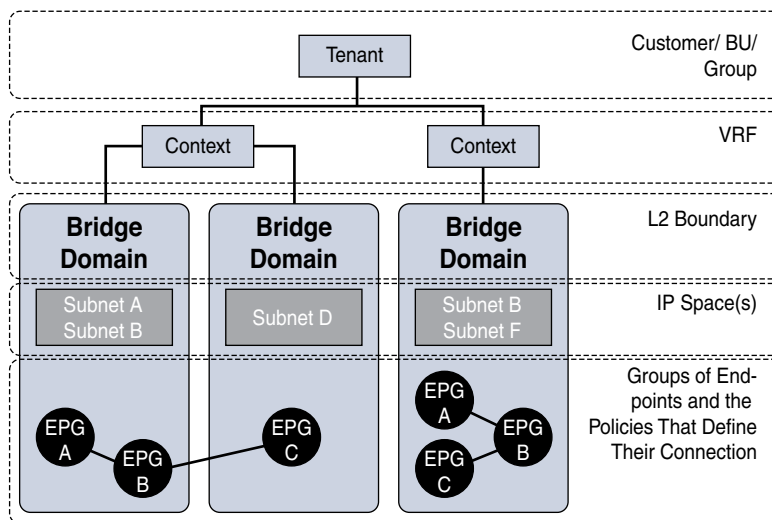 Tenant
Customer/ BU/
Group
Context
Context
VRF
Bridge
Domain
Bridge
Domain
Bridge
Domain
L2 Boundary
Subnet A
Subnet B
Subnet D
Subnet B
Subnet F
IP Space(s)
EPG
A
EPG
B
EPG
C
EPG
A
EPG
B
EPG
C
Groups of End-
points and the
Policies That Define
Their Connection